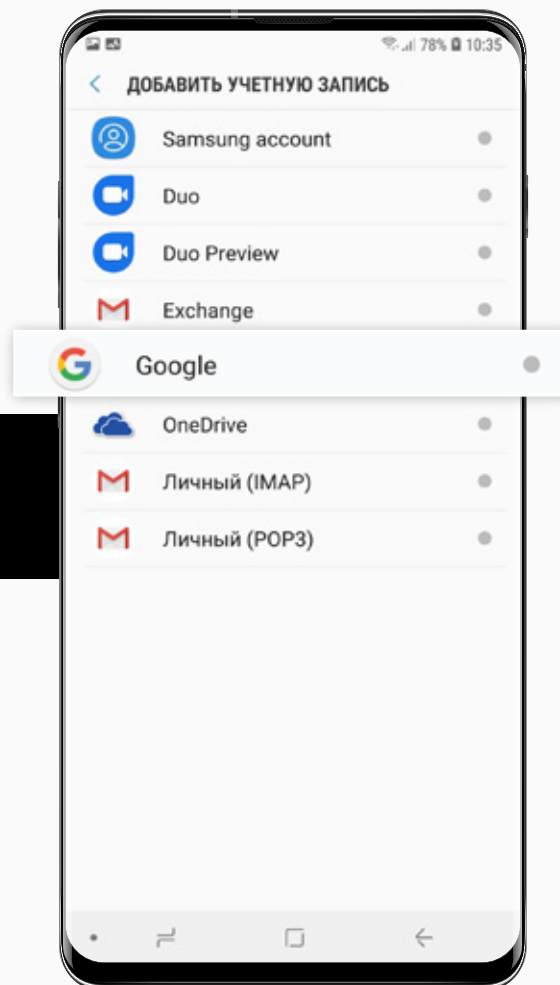 78% 10:35
ДОБАВИТЬ УЧЕТНУЮ ЗАПИСЬ
Samsung account
Duo
Duo Preview
Exchange
Google
OneDrive
Личный (IMAP)
Личный (POP3)